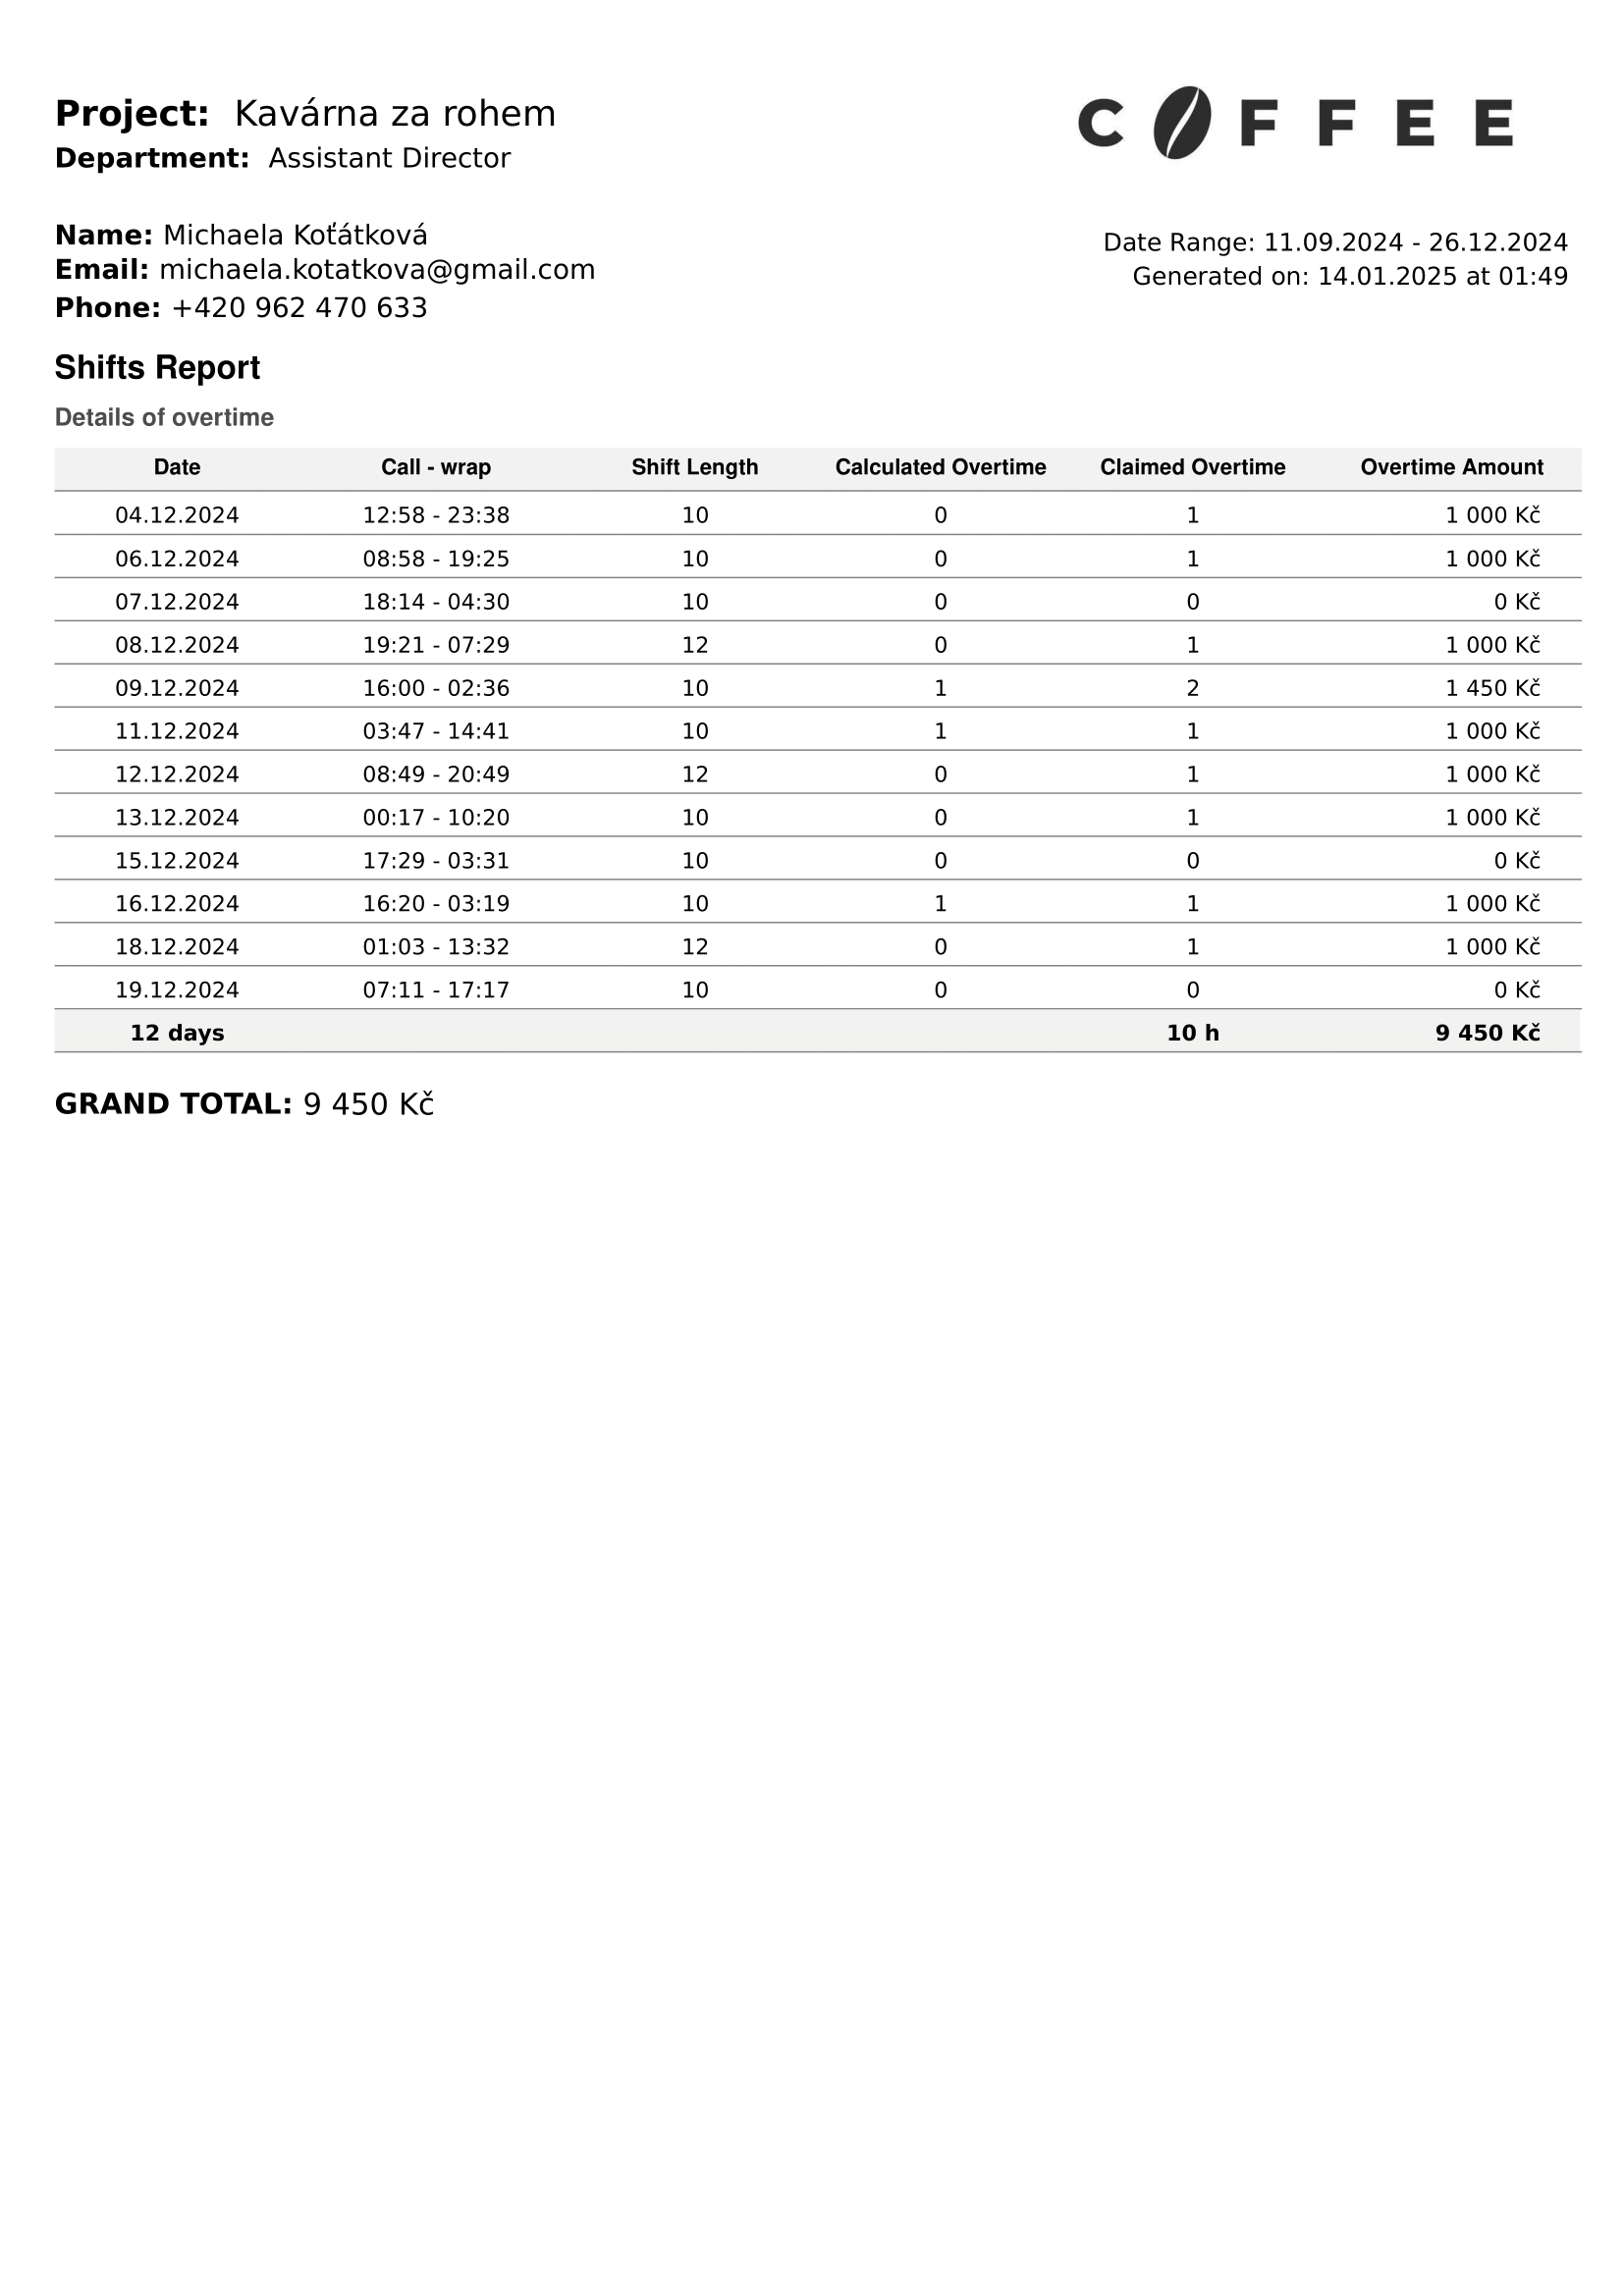 Project: Kavárna za rohem
Department: Assistant Director
COFFEE
Name: Michaela Koťátková
Email: michaela.kotatkova@gmail.com
Phone: +420 962 470 633
Date Range: 11.09.2024 - 26.12.2024
Generated on: 14.01.2025 at 01:49
Shifts Report
Details of overtime
Date Call - wrap Shift Length Calculated Overtime Claimed Overtime Overtime Amount
04.12.2024 12:58 - 23:38 10 0 1 1 000 Kč
06.12.2024 08:58 - 19:25 10 0 1 1 000 Kč
07.12.2024 18:14 - 04:30 10 0 0 0 Kč
08.12.2024 19:21 - 07:29 12 0 1 1 000 Kč
09.12.2024 16:00 - 02:36 10 1 2 1 450 Kč
11.12.2024 03:47 - 14:41 10 1 1 1 000 Kč
12.12.2024 08:49 - 20:49 12 0 1 1 000 Kč
13.12.2024 00:17 - 10:20 10 0 1 1 000 Kč
15.12.2024 17:29 - 03:31 10 0 0 0 Kč
16.12.2024 16:20 - 03:19 10 1 1 1 000 Kč
18.12.2024 01:03 - 13:32 12 0 1 1 000 Kč
19.12.2024 07:11 - 17:17 10 0 0 0 Kč
12 days 10 h 9 450 Kč
GRAND TOTAL: 9 450 Kč